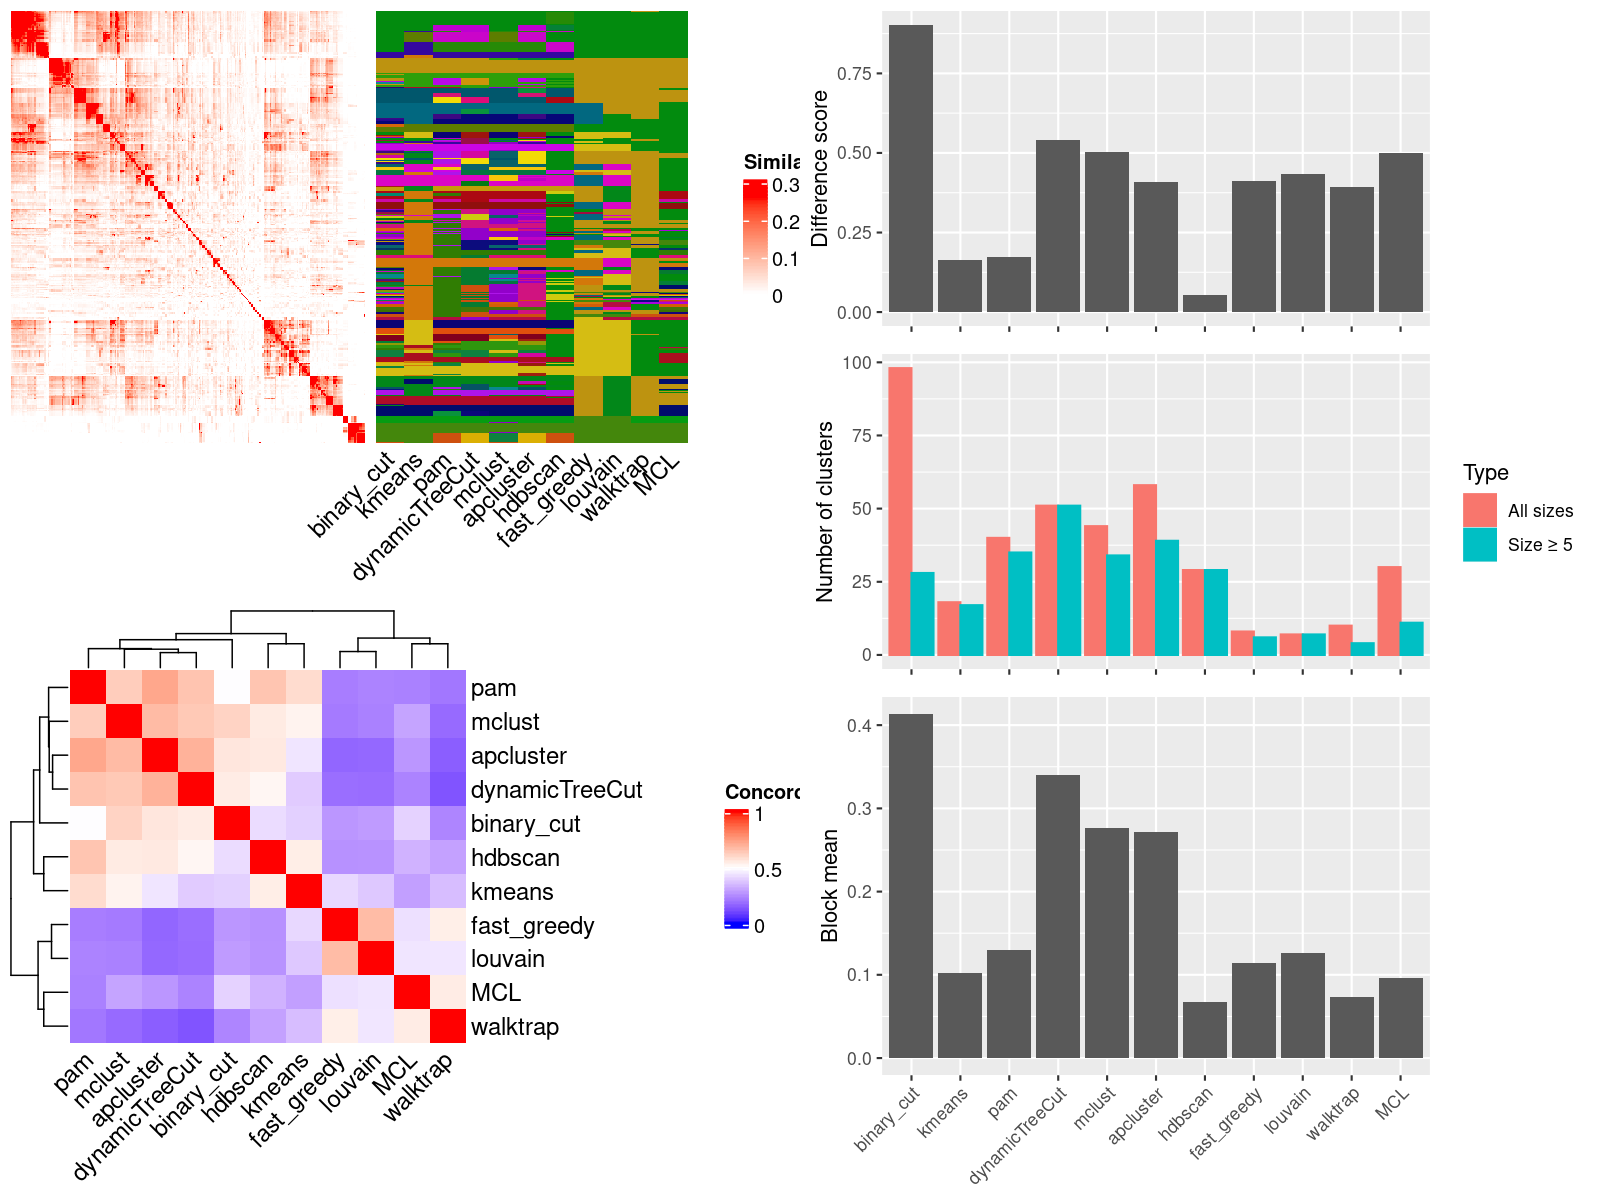 Simila
0.3
0.2
0.1
0
binary_cut
kmeans
pam
dynamicTreeCut
mclust
apcluster
hdbscan
fast_greedy
louvain
walktrap
MCL
Difference score
0.75
0.50
0.25
0.00
Number of clusters
100
75
50
25
0
Type
All sizes
Size ≥ 5
pam
mclust
apcluster
dynamicTreeCut
binary_cut
hdbscan
kmeans
fast_greedy
louvain
MCL
walktrap
pam
mclust
apcluster
dynamicTreeCut
binary_cut
hdbscan
kmeans
fast_greedy
louvain
MCL
walktrap
Concord
1
0.5
0
Block mean
0.4
0.3
0.2
0.1
0.0
binary_cut
kmeans
pam
dynamicTreeCut
mclust
apcluster
hdbscan
fast_greedy
louvain
walktrap
MCL